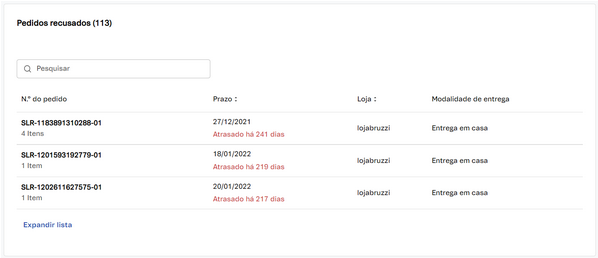 Pedidos recusados (113)
Pesquisar
N.º do pedido Prazo Loja Modalidade de entrega
SLR-1183891310288-01 27/12/2021 lojabruzzi Entrega em casa
4 Itens Atrasado há 241 dias
SLR-1201593192779-01 18/01/2022 lojabruzzi Entrega em casa
1 Item Atrasado há 219 dias
SLR-1202611627575-01 20/01/2022 lojabruzzi Entrega em casa
1 Item Atrasado há 217 dias
Expandir lista